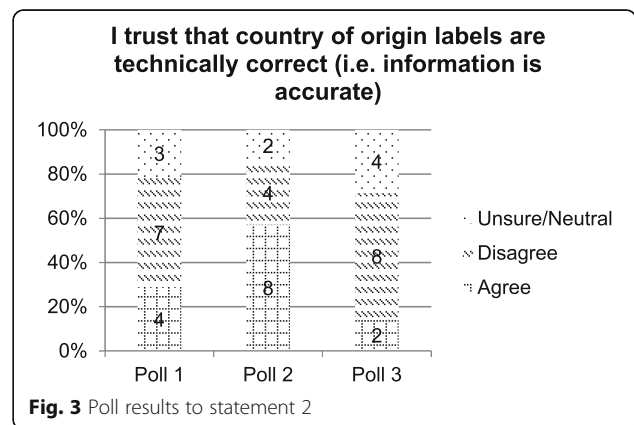 I trust that country of origin labels are
technically correct (i.e. information is
accurate)
100%
80%
60%
40%
20%
0%
3
7
4
2
4
8
4
8
2
Poll 1 Poll 2 Poll 3
Unsure/Neutral
Disagree
Agree
Fig. 3 Poll results to statement 2